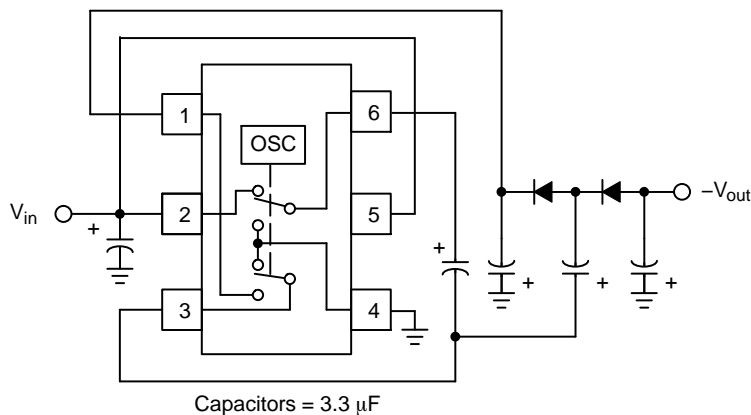 1
6
OSC
V_in
+
2
5
−V_out
+
3
4
+
+
+
Capacitors = 3.3 μF